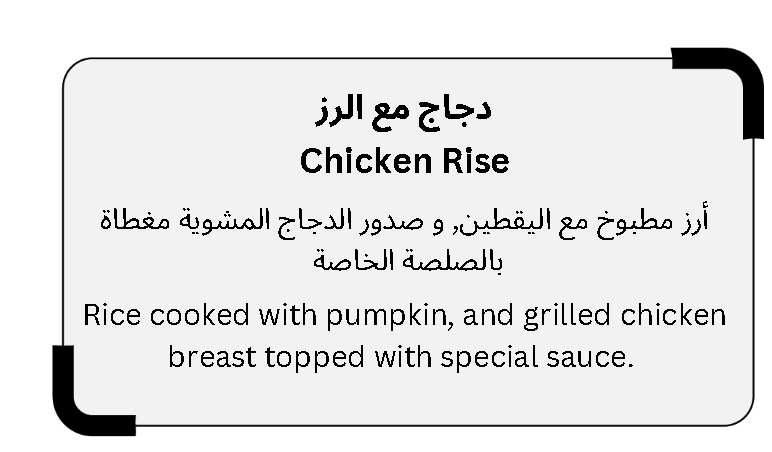 دجاج مع الرز
Chicken Rise
أرز مطبوخ مع اليقطين, و صدور الدجاج المشوية مغطاة
بالصلصة الخاصة
Rice cooked with pumpkin, and grilled chicken
breast topped with special sauce.